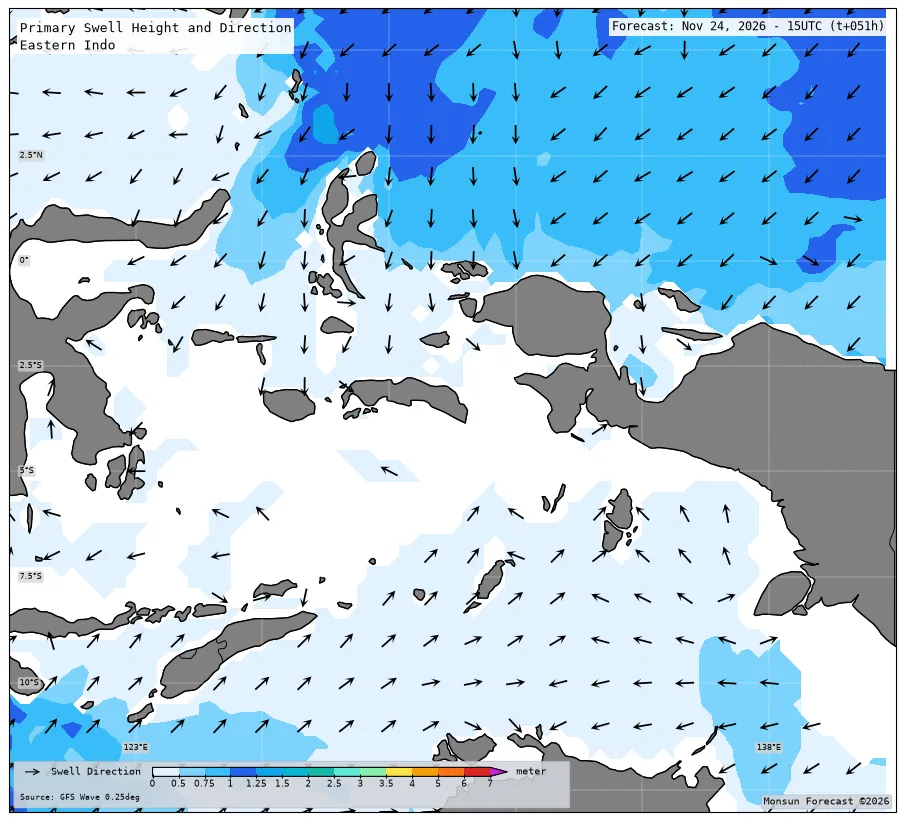 Primary Swell Height and Direction
Eastern Indo
Forecast: Nov 24, 2026 - 15UTC (t+051h)
2.5°N
0°
2.5°S
5°S
7.5°S
10°S
123°E
138°E
Swell Direction
0 0.5 0.75 1 1.25 1.5 2 2.5 3 3.5 4 5 6 7
meter
Source: GFS Wave 0.25deg
Monsun Forecast ©2026